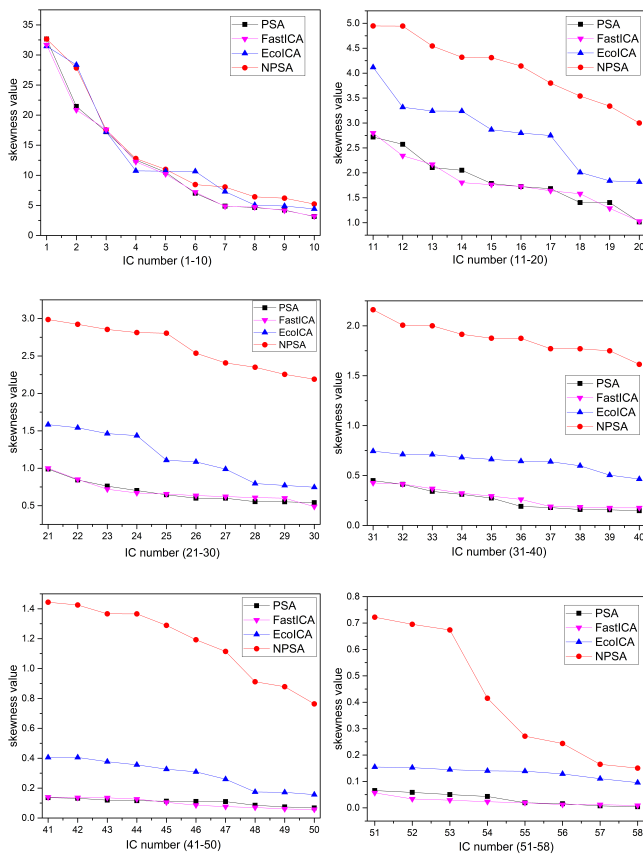 35
30
25
20
15
10
5
0
skewness value
PSA
FastICA
EcoICA
NPSA
1 2 3 4 5 6 7 8 9 10
IC number (1-10)
5.0
4.5
4.0
3.5
3.0
2.5
2.0
1.5
1.0
skewness value
PSA
FastICA
EcoICA
NPSA
11 12 13 14 15 16 17 18 19 20
IC number (11-20)
3.0
2.5
2.0
1.5
1.0
0.5
skewness value
PSA
FastICA
EcoICA
NPSA
21 22 23 24 25 26 27 28 29 30
IC number (21-30)
2.0
1.5
1.0
0.5
0.0
skewness value
PSA
FastICA
EcoICA
NPSA
31 32 33 34 35 36 37 38 39 40
IC number (31-40)
1.4
1.2
1.0
0.8
0.6
0.4
0.2
0.0
skewness value
PSA
FastICA
EcoICA
NPSA
41 42 43 44 45 46 47 48 49 50
IC number (41-50)
0.8
0.7
0.6
0.5
0.4
0.3
0.2
0.1
0.0
skewness value
PSA
FastICA
EcoICA
NPSA
51 52 53 54 55 56 57 58
IC number (51-58)